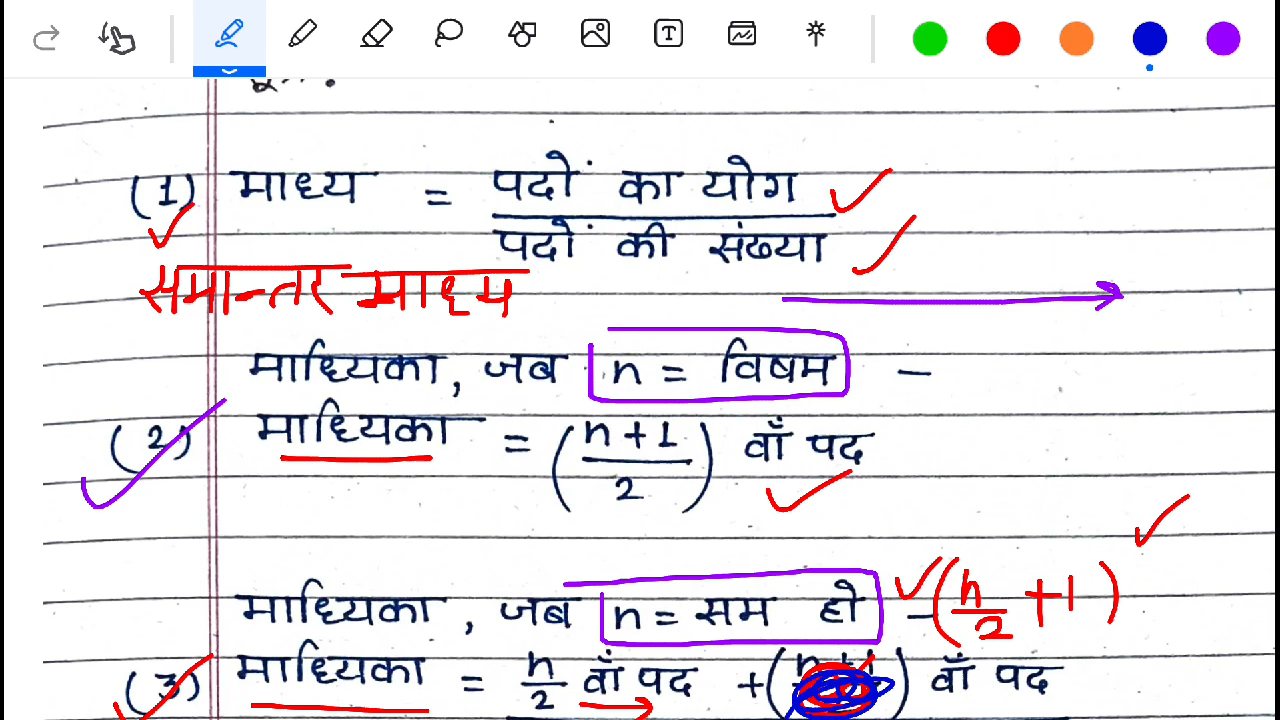 (1) माध्य = पदों का योग
पदों की संख्या
समान्तर माध्य
माध्यिका, जब n = विषम –
(2) माध्यिका = (n+1/2) वाँ पद
माध्यिका, जब n = सम हो – (n/2 + 1)
(3) माध्यिका = n/2 वाँ पद + ( ) वाँ पद